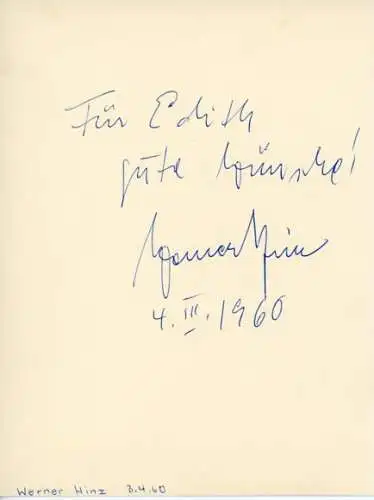 Für Edith
gute Wünsche!
Werner Hinz
4. III. 1960
Werner Hinz 3.4.60